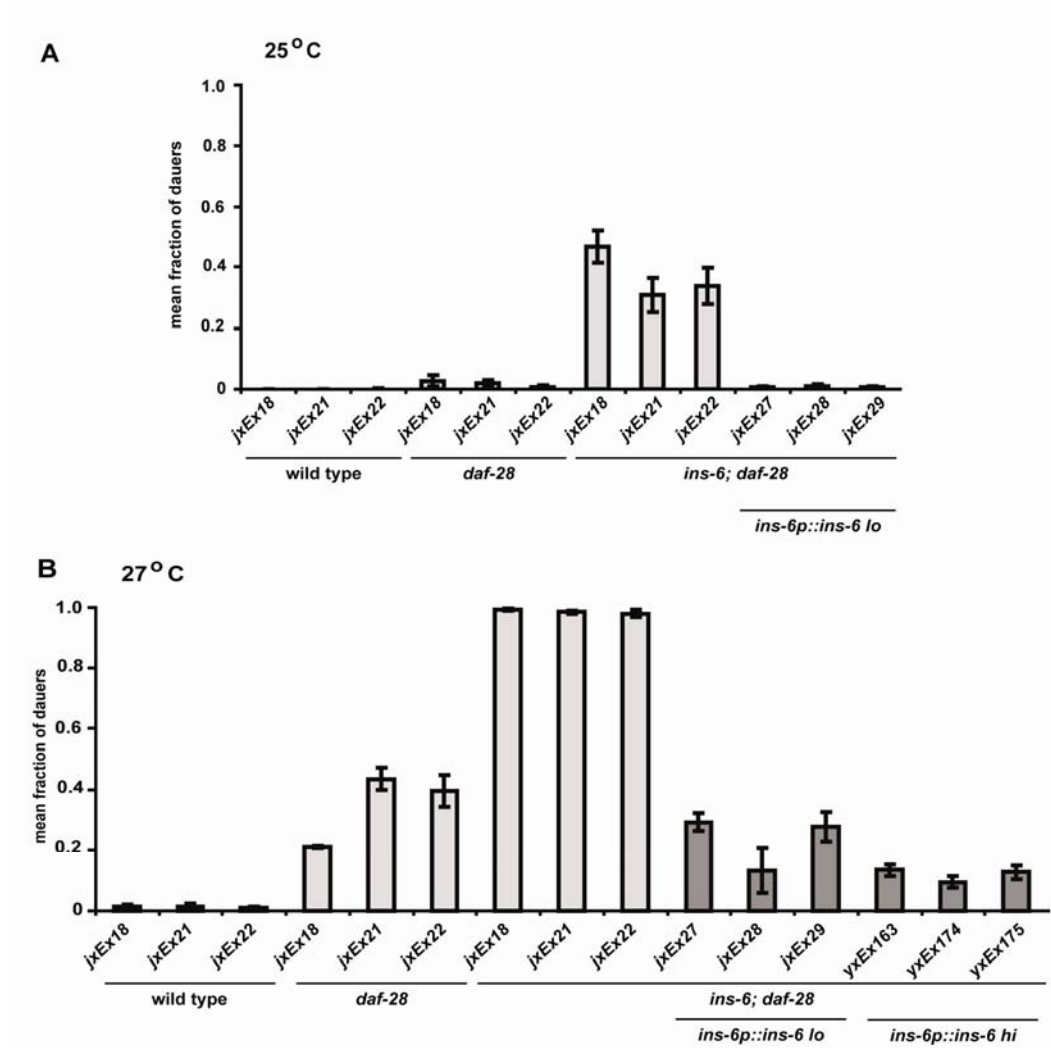 A
25°C
mean fraction of dauers
1.0
0.8
0.6
0.4
0.2
0
jxEx18
jxEx21
jxEx22
jxEx18
jxEx21
jxEx22
jxEx18
jxEx21
jxEx22
jxEx27
jxEx28
jxEx29
wild type
daf-28
ins-6; daf-28
ins-6p::ins-6 lo
B
27°C
mean fraction of dauers
1.0
0.8
0.6
0.4
0.2
0
jxEx18
jxEx21
jxEx22
jxEx18
jxEx21
jxEx22
jxEx18
jxEx21
jxEx22
jxEx27
jxEx28
jxEx29
yxEx163
yxEx174
yxEx175
wild type
daf-28
ins-6; daf-28
ins-6p::ins-6 lo
ins-6p::ins-6 hi